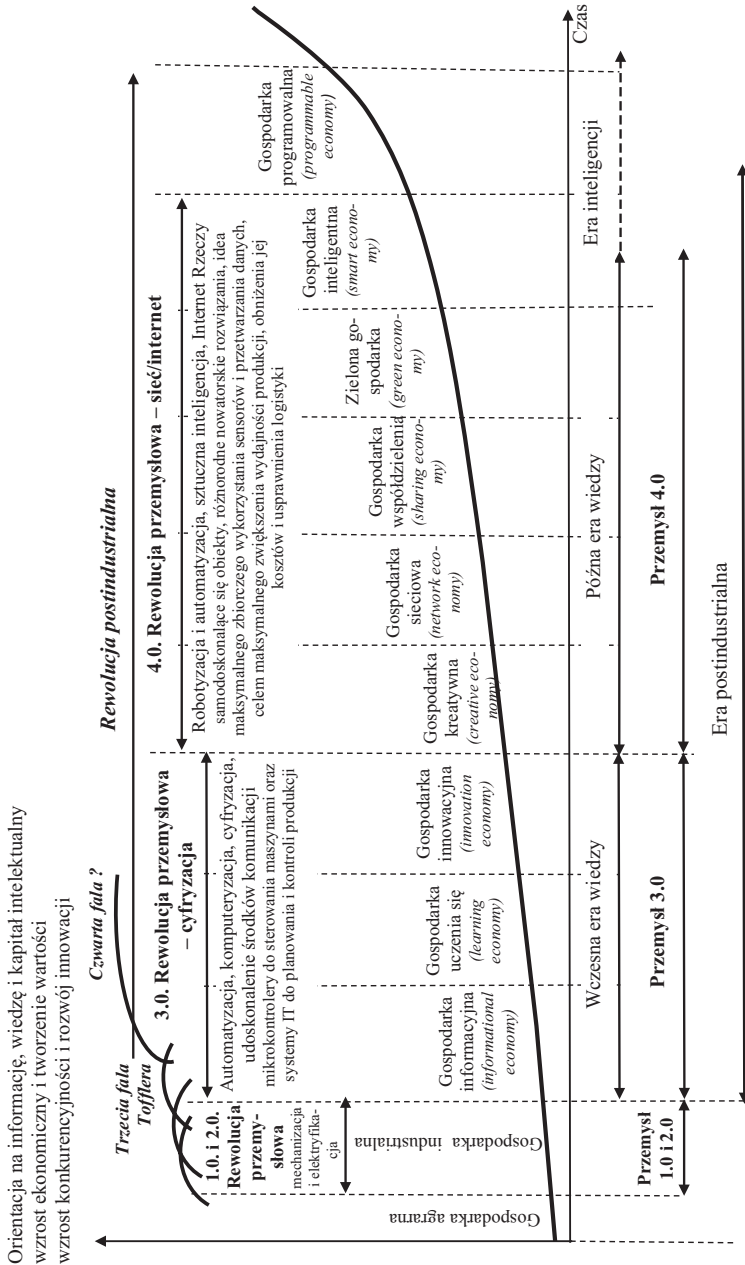 Orientacja na informację, wiedzę i kapitał intelektualny
wzrost ekonomiczny i tworzenie wartości
wzrost konkurencyjności i rozwój innowacji
Rewolucja postindustrialna
Czwarta fala ?
Trzecia fala
Tofflera
1.0. i 2.0.
Rewolucja
przemy-
słowa
mechanizacja
i elektryfika-
cja
3.0. Rewolucja przemysłowa
– cyfryzacja
Automatyzacja, komputeryzacja, cyfryzacja,
udoskonalenie środków komunikacji
mikrokontrolery do sterowania maszynami oraz
systemy IT do planowania i kontroli produkcji
4.0. Rewolucja przemysłowa – sieć/internet
Robotyzacja i automatyzacja, sztuczna inteligencja, Internet Rzeczy
samodoskonalące się obiekty, różnorodne nowatorskie rozwiązania, idea
maksymalnego zbiorczego wykorzystania sensorów i przetwarzania danych,
celem maksymalnego zwiększenia wydajności produkcji, obniżenia jej
kosztów i usprawnienia logistyki
Gospodarka agrarna
Gospodarka industrialna
Gospodarka
informacyjna
(informational
economy)
Gospodarka
uczenia się
(learning
economy)
Gospodarka
innowacyjna
(innovation
economy)
Gospodarka
kreatywna
(creative eco-
nomy)
Gospodarka
sieciowa
(network eco-
nomy)
Gospodarka
współdzielenia
(sharing econo-
my)
Zielona go-
spodarka
(green econo-
my)
Gospodarka
inteligentna
(smart econo-
my)
Gospodarka
programowalna
(programmable
economy)
Czas
Wczesna era wiedzy
Późna era wiedzy
Era inteligencji
Przemysł
1.0 i 2.0
Przemysł 3.0
Przemysł 4.0
Era postindustrialna